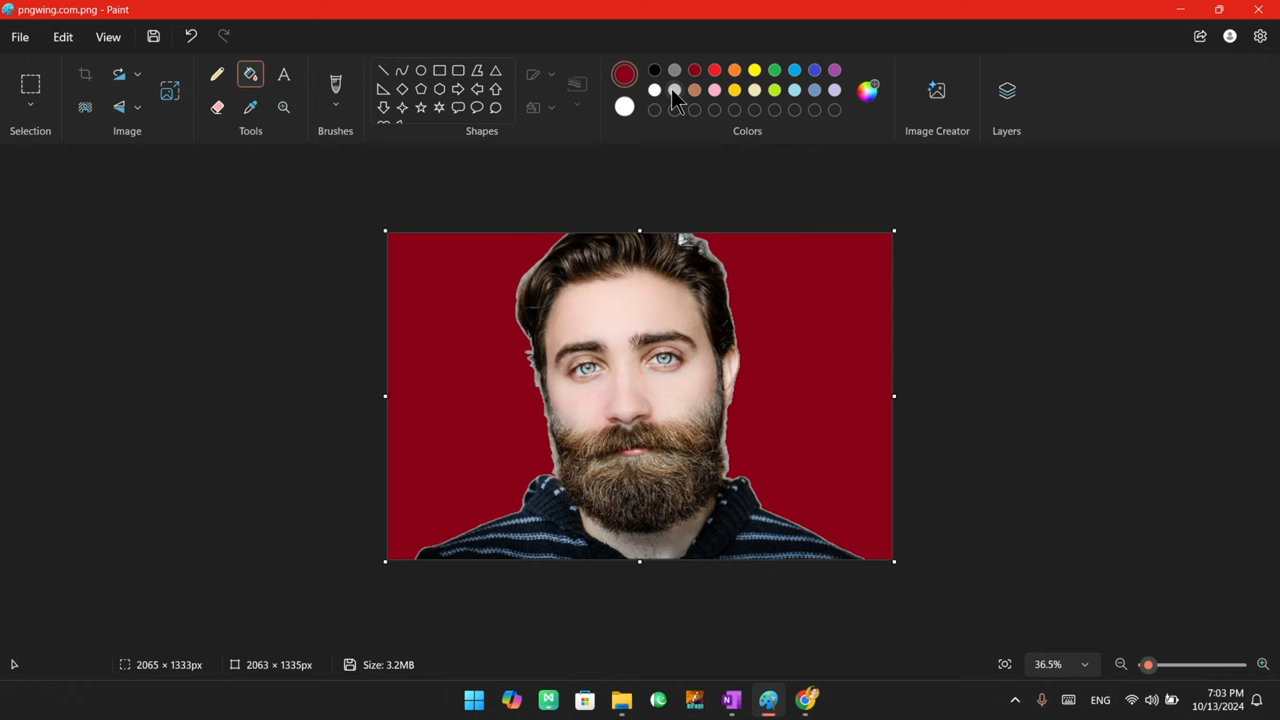 pngwing.com.png - Paint
File Edit View
Selection
Image
Tools
Brushes
Shapes
Colors
Image Creator
Layers
2065 × 1333px
2063 × 1335px
Size: 3.2MB
36.5%
ENG
7:03 PM
10/13/2024